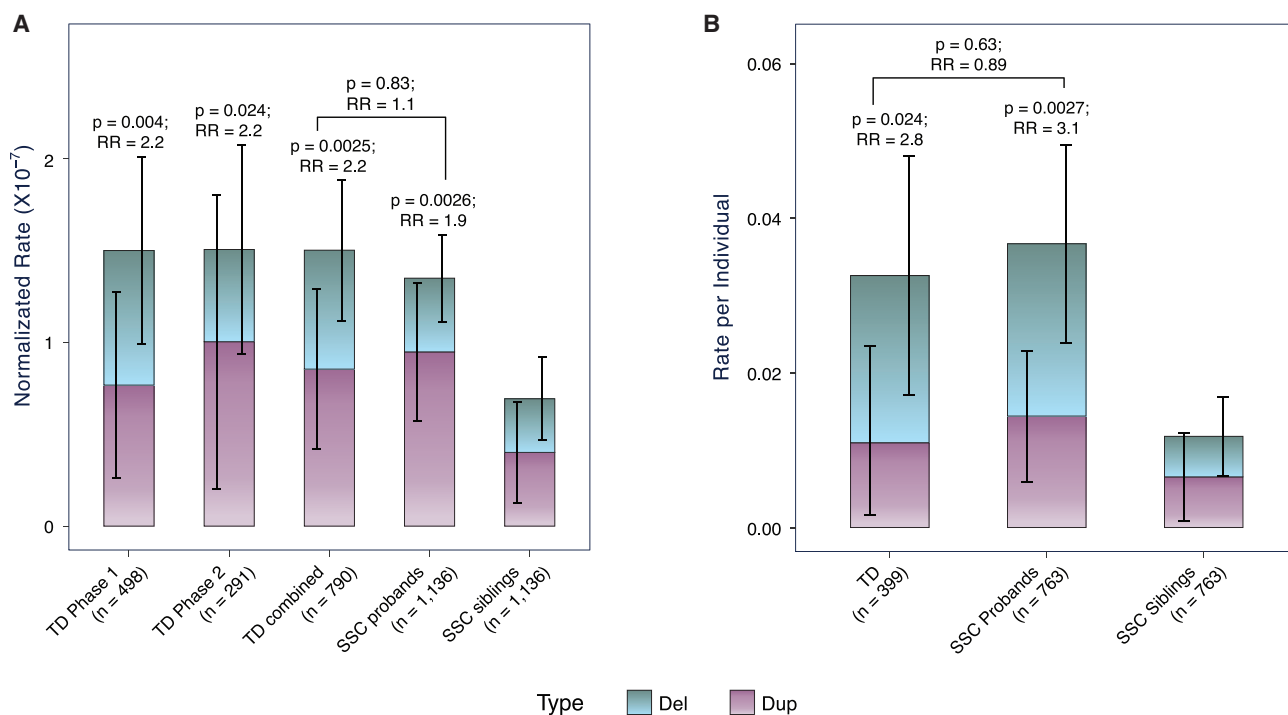 A
Normalizated Rate (X10⁻⁷)
2
1
0
p = 0.004;
RR = 2.2
p = 0.024;
RR = 2.2
p = 0.83;
RR = 1.1
p = 0.0025;
RR = 2.2
p = 0.0026;
RR = 1.9
TD Phase 1
(n = 498)
TD Phase 2
(n = 291)
TD combined
(n = 790)
SSC probands
(n = 1,136)
SSC siblings
(n = 1,136)
B
Rate per Individual
0.06
0.04
0.02
0.00
p = 0.63;
RR = 0.89
p = 0.024;
RR = 2.8
p = 0.0027;
RR = 3.1
TD
(n = 399)
SSC Probands
(n = 763)
SSC Siblings
(n = 763)
Type Del Dup